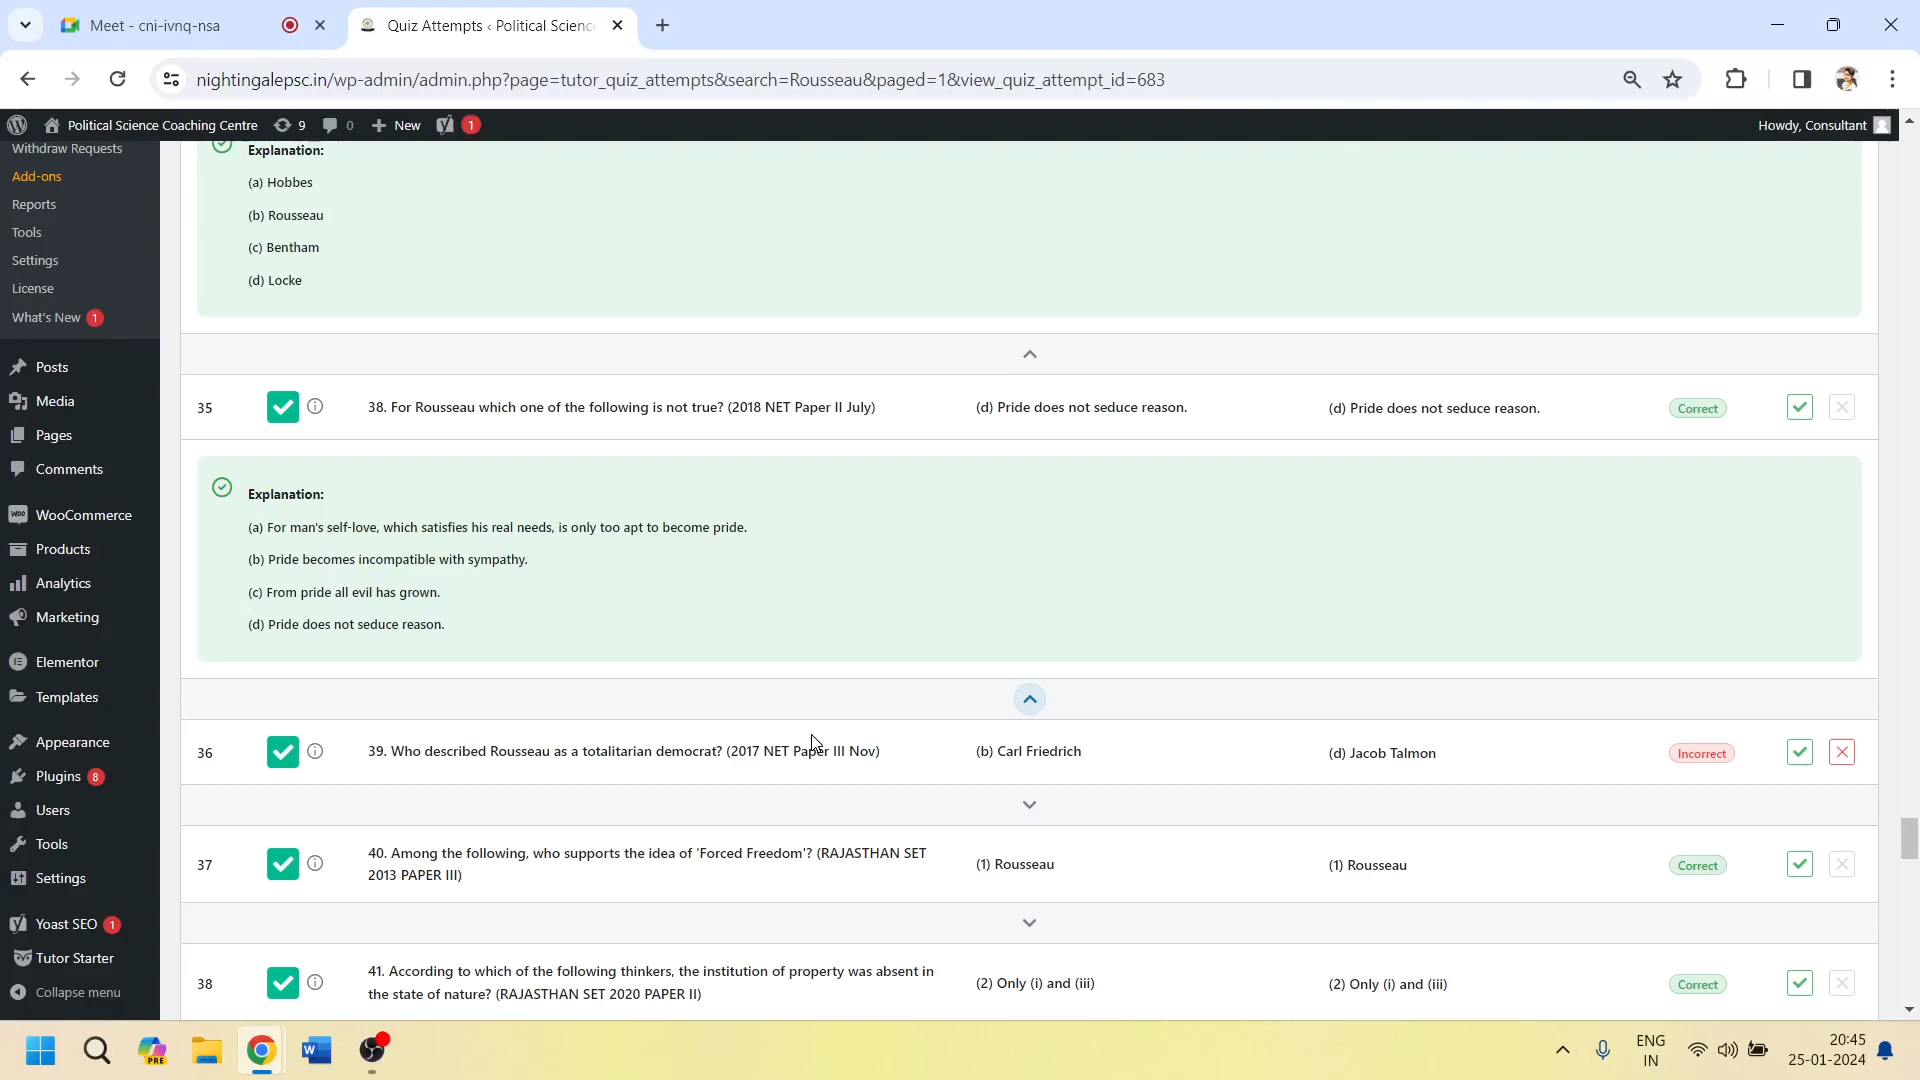 Meet - cni-ivnq-nsa
Quiz Attempts ‹ Political Science
nightingalepsc.in/wp-admin/admin.php?page=tutor_quiz_attempts&search=Rousseau&paged=1&view_quiz_attempt_id=683
Political Science Coaching Centre 9 0 New 1 Howdy, Consultant
Withdraw Requests
Add-ons
Reports
Tools
Settings
License
What's New 1
Posts
Media
Pages
Comments
WooCommerce
Products
Analytics
Marketing
Elementor
Templates
Appearance
Plugins 8
Users
Tools
Settings
Yoast SEO 1
Tutor Starter
Collapse menu
Explanation:
(a) Hobbes
(b) Rousseau
(c) Bentham
(d) Locke
35 38. For Rousseau which one of the following is not true? (2018 NET Paper II July) (d) Pride does not seduce reason. (d) Pride does not seduce reason. Correct
Explanation:
(a) For man's self-love, which satisfies his real needs, is only too apt to become pride.
(b) Pride becomes incompatible with sympathy.
(c) From pride all evil has grown.
(d) Pride does not seduce reason.
36 39. Who described Rousseau as a totalitarian democrat? (2017 NET Paper III Nov) (b) Carl Friedrich (d) Jacob Talmon Incorrect
37 40. Among the following, who supports the idea of 'Forced Freedom'? (RAJASTHAN SET
2013 PAPER III) (1) Rousseau (1) Rousseau Correct
38 41. According to which of the following thinkers, the institution of property was absent in
the state of nature? (RAJASTHAN SET 2020 PAPER II) (2) Only (i) and (iii) (2) Only (i) and (iii) Correct
PRE
ENG
IN
20:45
25-01-2024